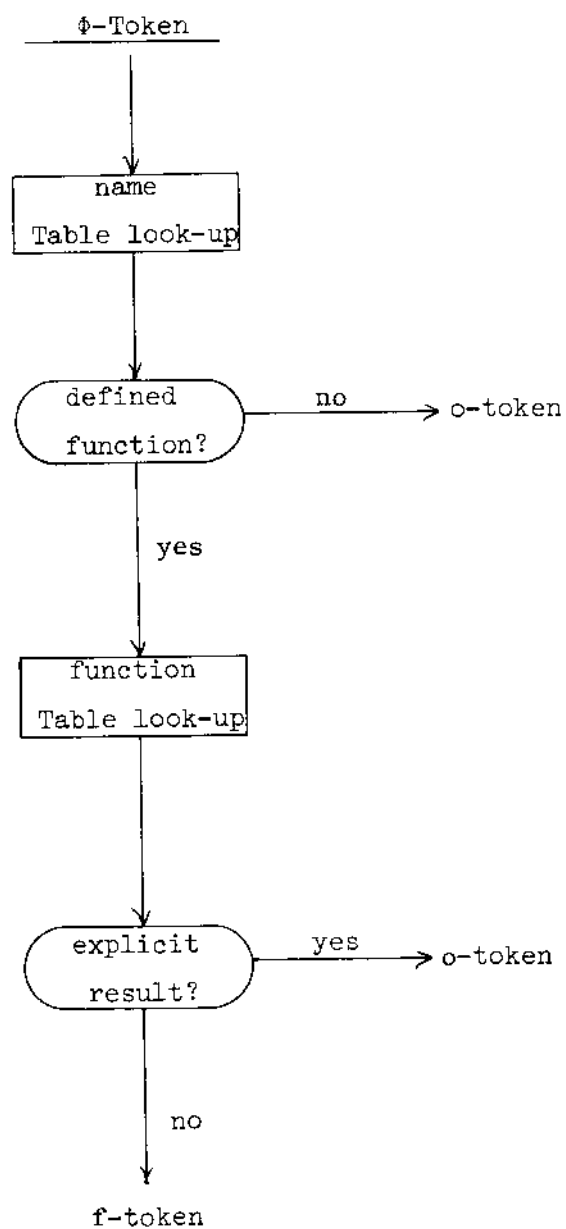 Φ-Token
name
Table look-up
defined
function?
no
o-token
yes
function
Table look-up
explicit
result?
yes
o-token
no
f-token